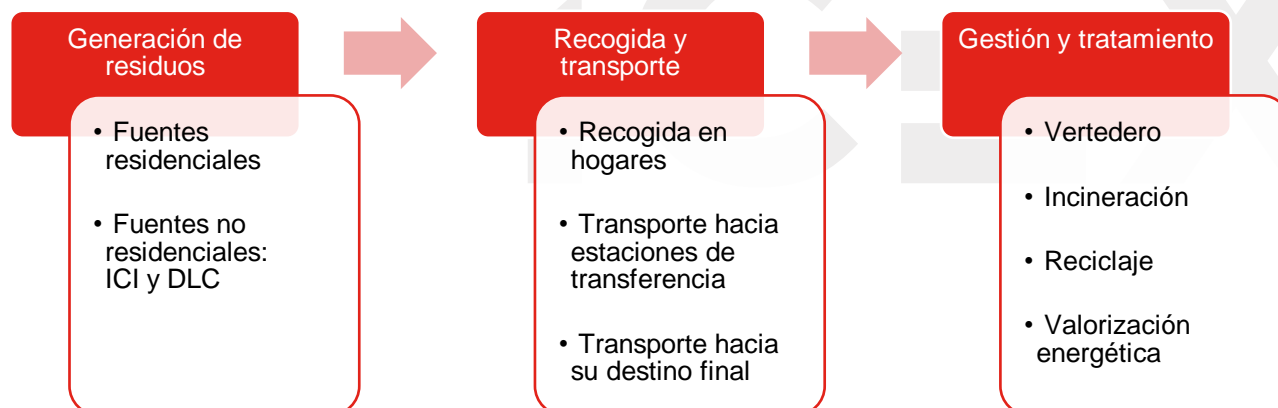 Generación de
residuos
• Fuentes
residenciales
• Fuentes no
residenciales:
ICI y DLC
Recogida y
transporte
• Recogida en
hogares
• Transporte hacia
estaciones de
transferencia
• Transporte hacia
su destino final
Gestión y tratamiento
• Vertedero
• Incineración
• Reciclaje
• Valorización
energética